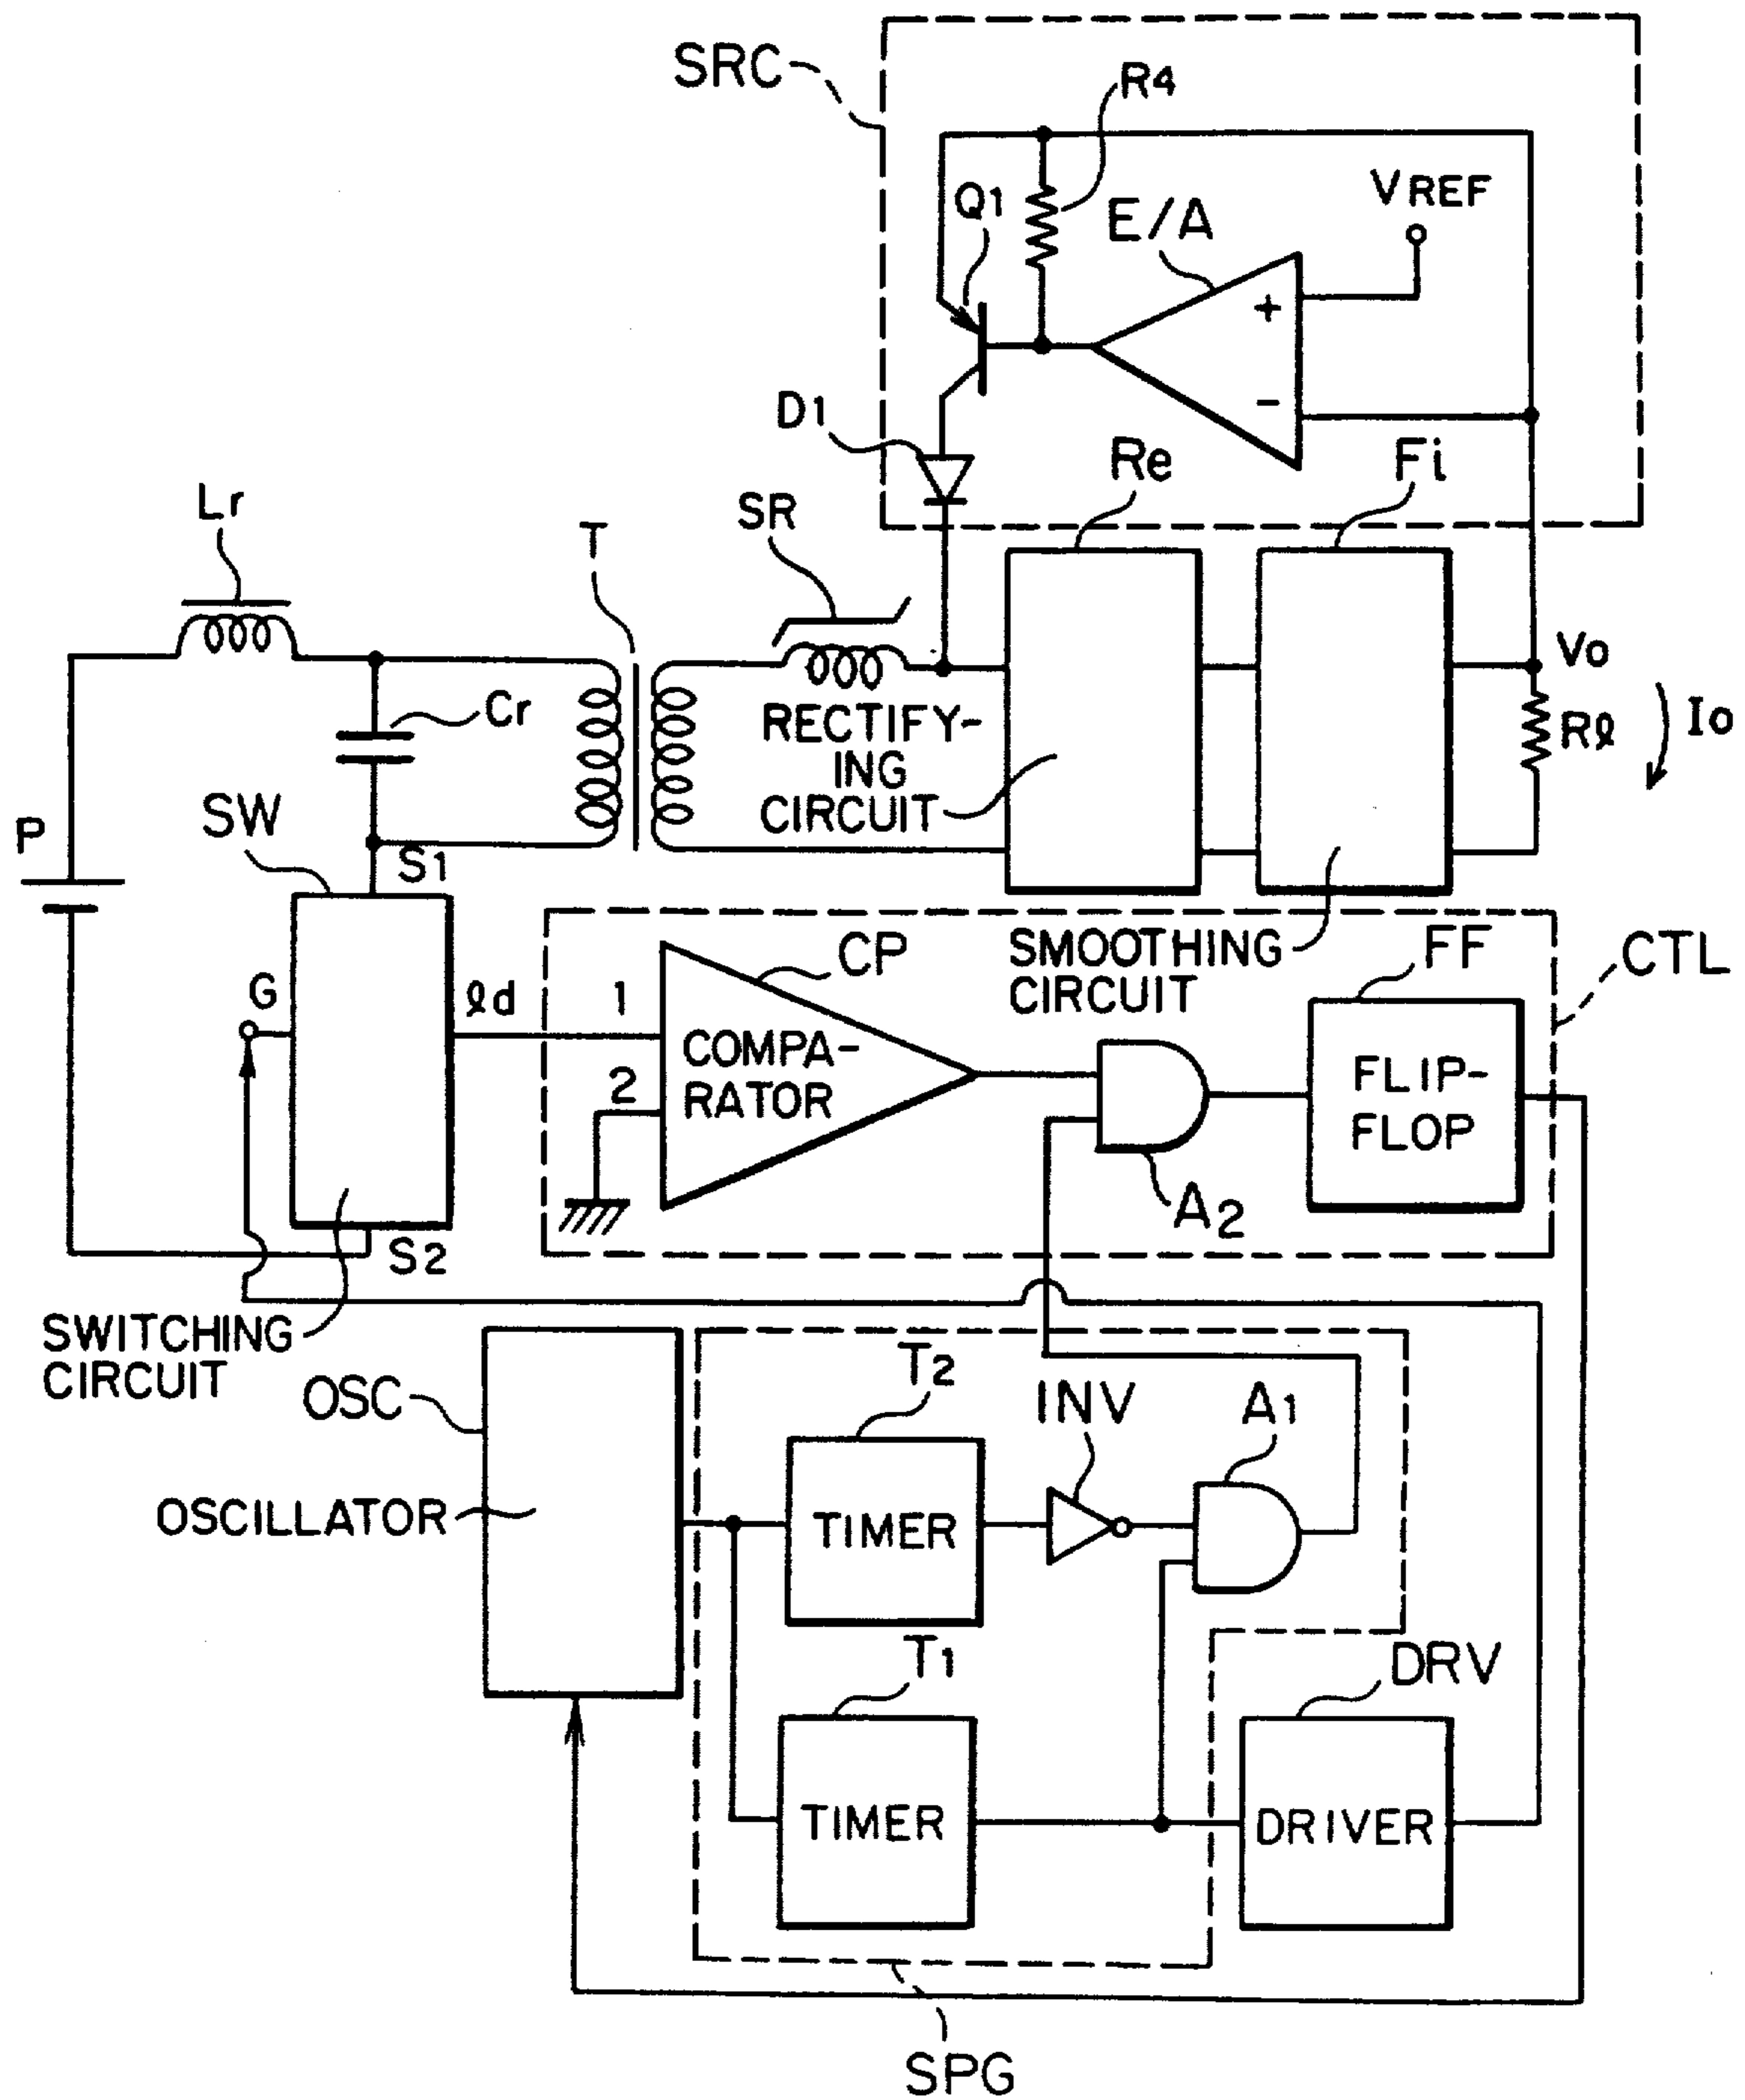 SRC
R4
Q1
VREF
E/A
+
-
D1
Re
Fi
SR
Lr
T
Vo
Cr
RECTIFY-
ING
CIRCUIT
Rℓ
Io
P
SW
S1
SMOOTHING
CIRCUIT
FF
CTL
CP
G
ℓd
1
2
COMPA-
RATOR
FLIP-
FLOP
A2
S2
SWITCHING
CIRCUIT
OSC
T2
INV
A1
OSCILLATOR
TIMER
T1
DRV
TIMER
DRIVER
SPG